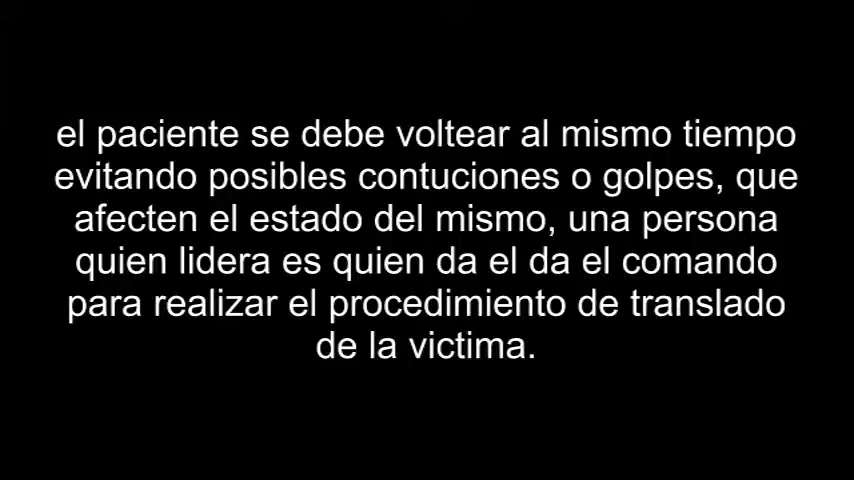 el paciente se debe voltear al mismo tiempo
evitando posibles contuciones o golpes, que
afecten el estado del mismo, una persona
quien lidera es quien da el da el comando
para realizar el procedimiento de translado
de la victima.